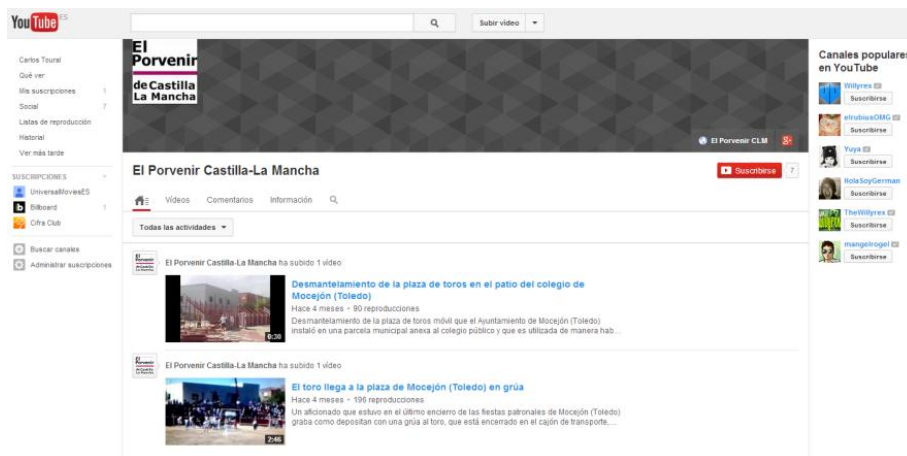 YouTube ES
Subir vídeo
Carlos Toural
Qué ver
Mis suscripciones 1
Social 7
Listas de reproducción
Historial
Ver más tarde
SUSCRIPCIONES
UniversalMoviesES
Billboard 1
Cifra Club
Buscar canales
Administrar suscripciones
El
Porvenir
de Castilla
La Mancha
El Porvenir CLM
El Porvenir Castilla-La Mancha
Suscribirse 7
Vídeos Comentarios Información
Todas las actividades
El Porvenir Castilla-La Mancha ha subido 1 vídeo
Desmantelamiento de la plaza de toros en el patio del colegio de
Mocejón (Toledo)
Hace 4 meses - 90 reproducciones
Desmantelamiento de la plaza de toros móvil que el Ayuntamiento de Mocejón (Toledo)
instaló en una parcela municipal anexa al colegio público y que es utilizada de manera hab...
0:30
El Porvenir Castilla-La Mancha ha subido 1 vídeo
El toro llega a la plaza de Mocejón (Toledo) en grúa
Hace 4 meses - 196 reproducciones
Un aficionado que estuvo en el último encierro de las fiestas patronales de Mocejón (Toledo)
graba como depositan con una grúa al toro, que está encerrado en el cajón de transporte,...
2:46
Canales populares
en YouTube
Willyrex
Suscribirse
elrubiusOMG
Suscribirse
Yuya
Suscribirse
HolaSoyGerman
Suscribirse
TheWillyrex
Suscribirse
mangelrogel
Suscribirse